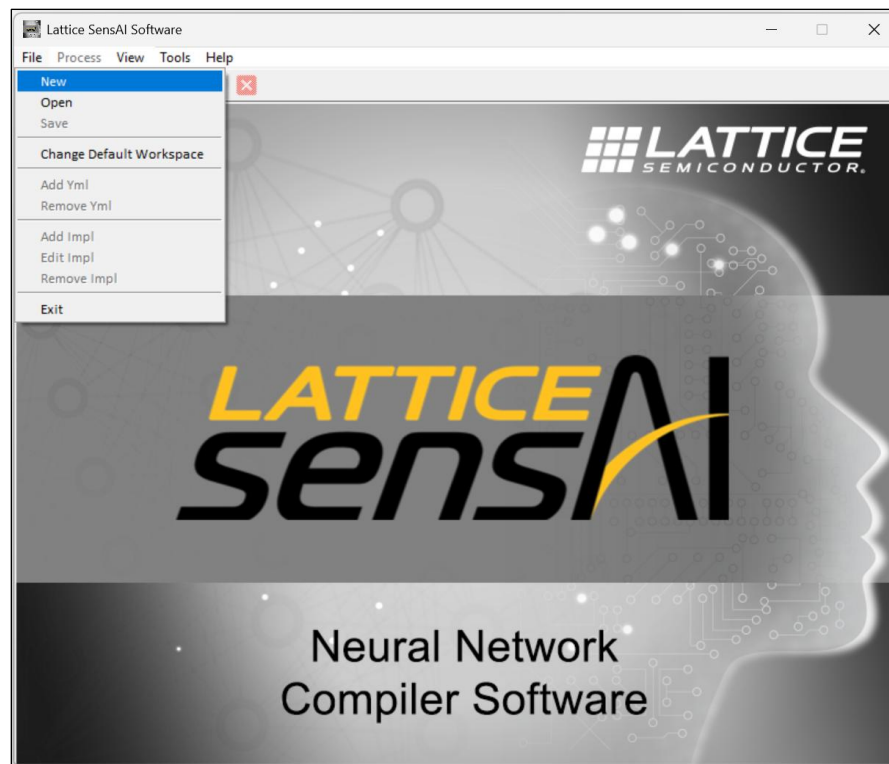 Lattice SensAI Software
File Process View Tools Help
New
Open
Save
Change Default Workspace
Add Yml
Remove Yml
Add Impl
Edit Impl
Remove Impl
Exit
LATTICE
SEMICONDUCTOR.
LATTICE
sensAI
Neural Network
Compiler Software